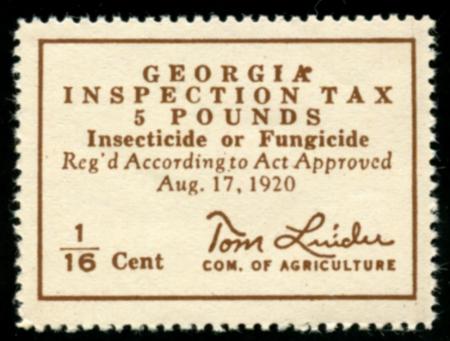 GEORGIA
INSPECTION TAX
5 POUNDS
Insecticide or Fungicide
Reg'd According to Act Approved
Aug. 17, 1920
1/16 Cent
Tom Linder
COM. OF AGRICULTURE